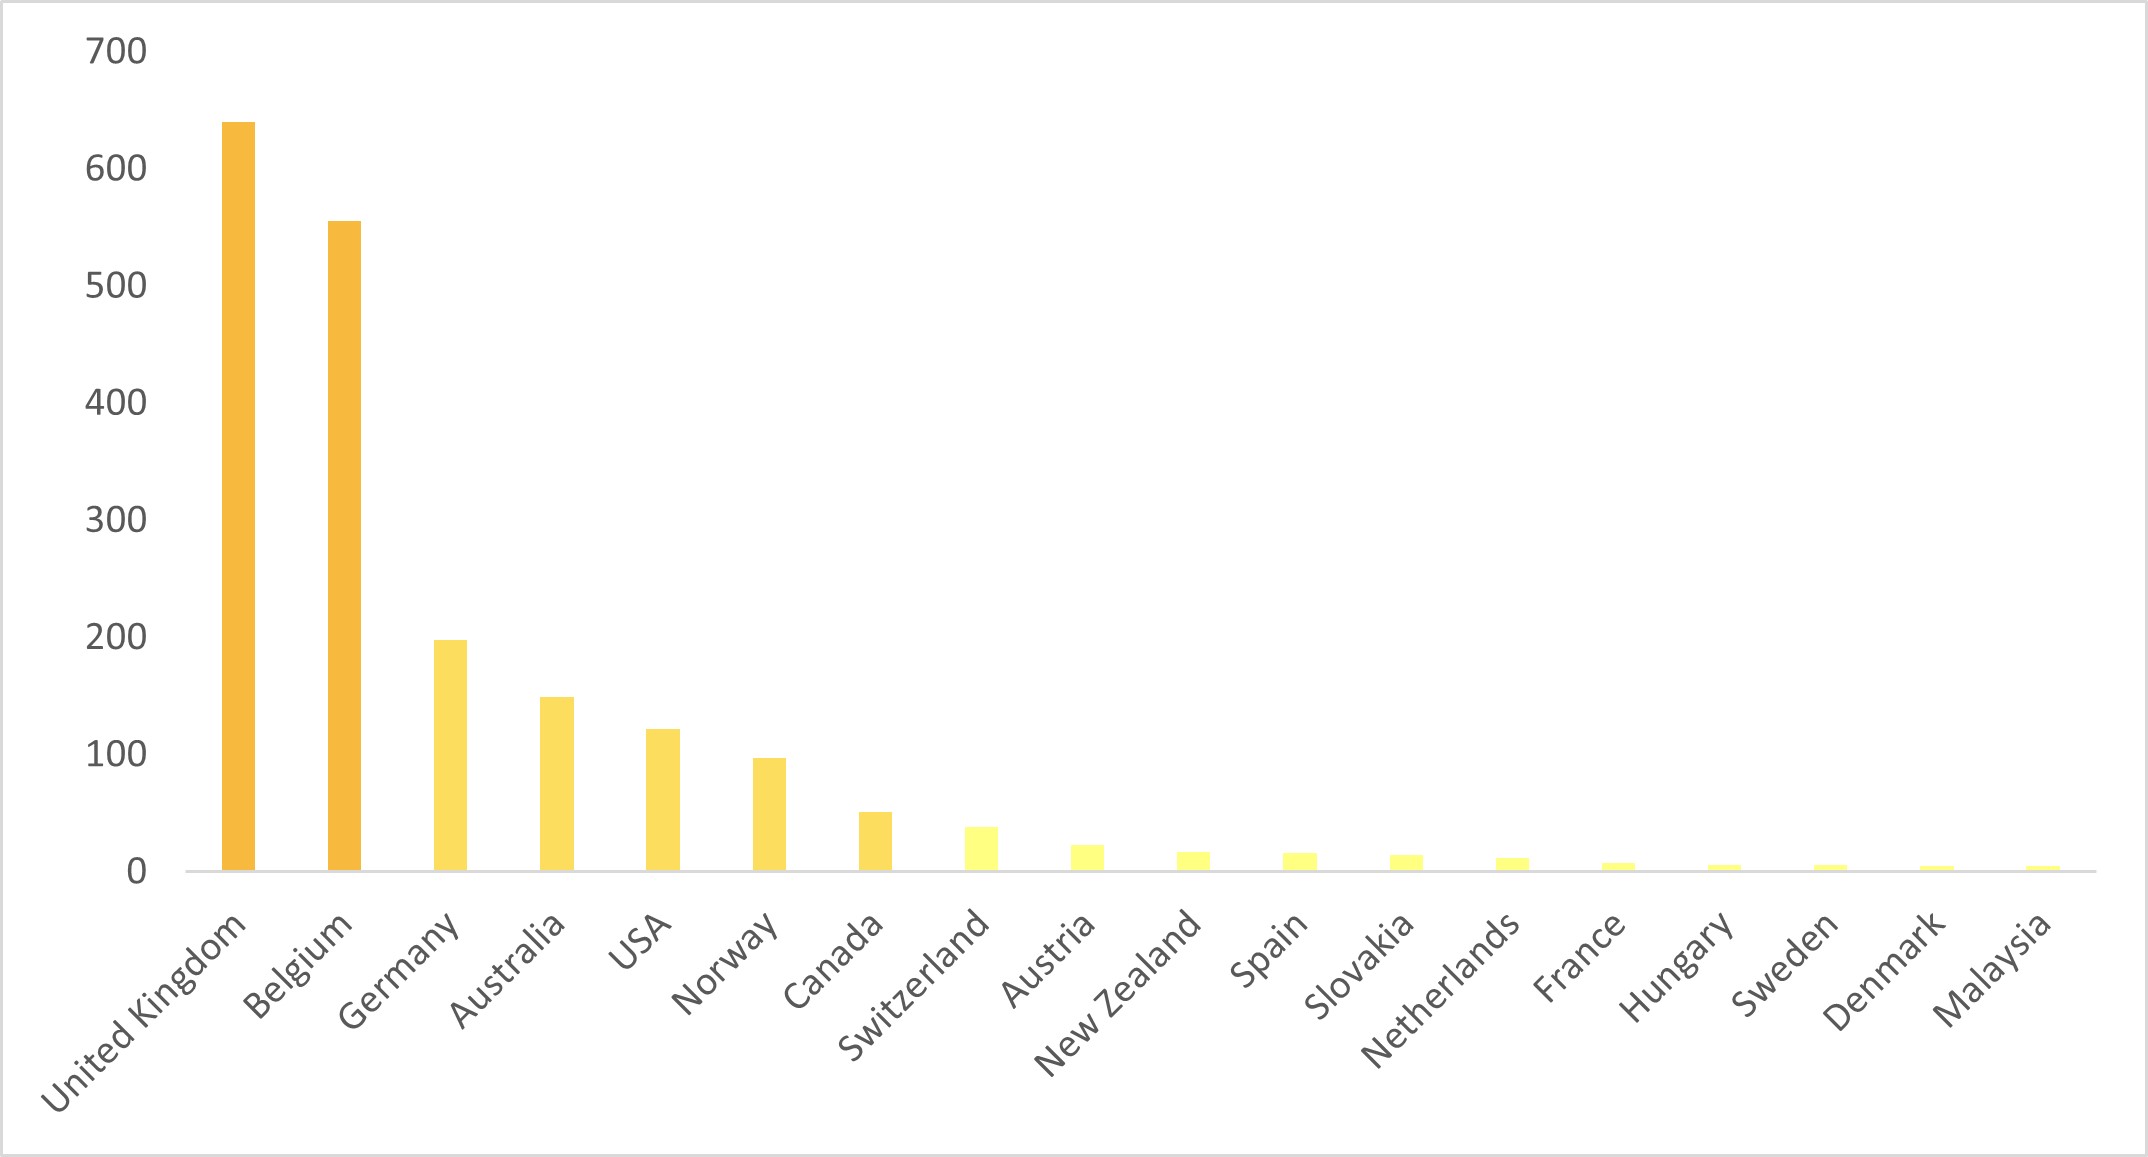 700
600
500
400
300
200
100
0
United Kingdom
Belgium
Germany
Australia
USA
Norway
Canada
Switzerland
Austria
New Zealand
Spain
Slovakia
Netherlands
France
Hungary
Sweden
Denmark
Malaysia